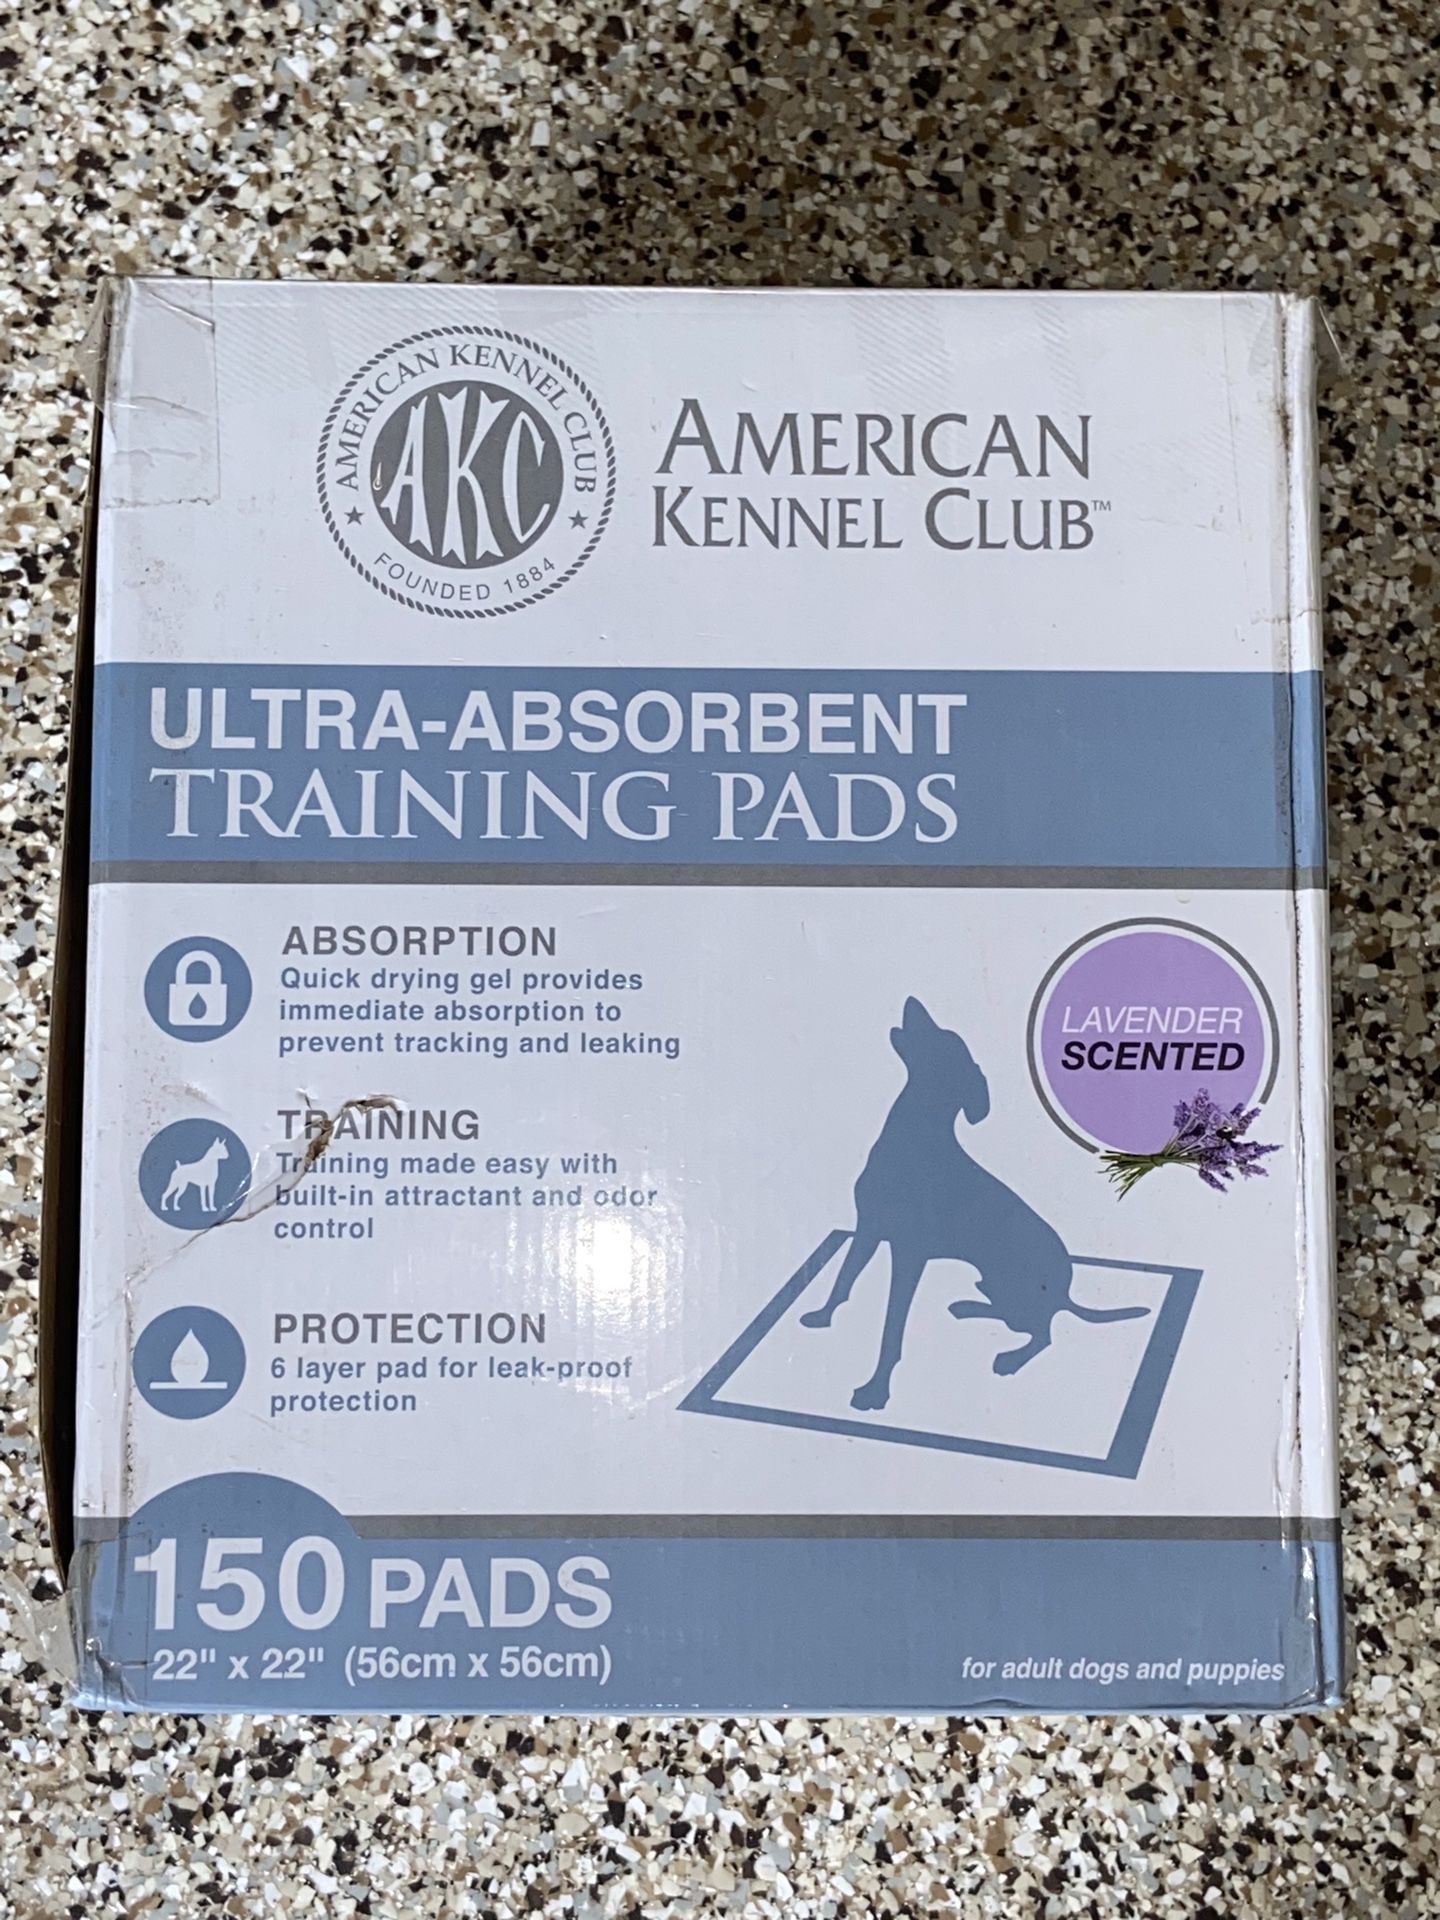 AMERICAN KENNEL CLUB
AKC
FOUNDED 1884
AMERICAN
KENNEL CLUB™
ULTRA-ABSORBENT
TRAINING PADS
ABSORPTION
Quick drying gel provides
immediate absorption to
prevent tracking and leaking
LAVENDER
SCENTED
TRAINING
Training made easy with
built-in attractant and odor
control
PROTECTION
6 layer pad for leak-proof
protection
150 PADS
22" x 22" (56cm x 56cm)
for adult dogs and puppies